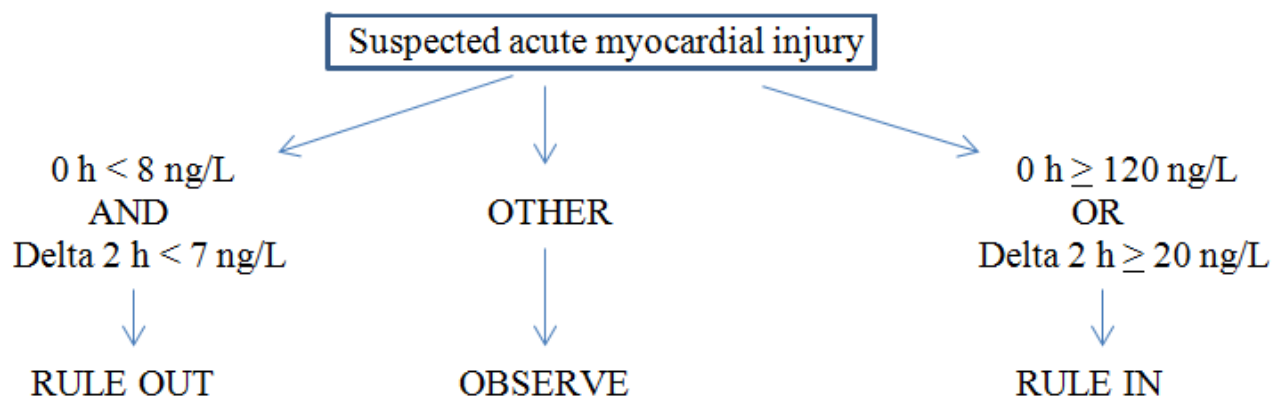 Suspected acute myocardial injury
0 h < 8 ng/L
AND
Delta 2 h < 7 ng/L
RULE OUT
OTHER
OBSERVE
0 h ≥ 120 ng/L
OR
Delta 2 h ≥ 20 ng/L
RULE IN